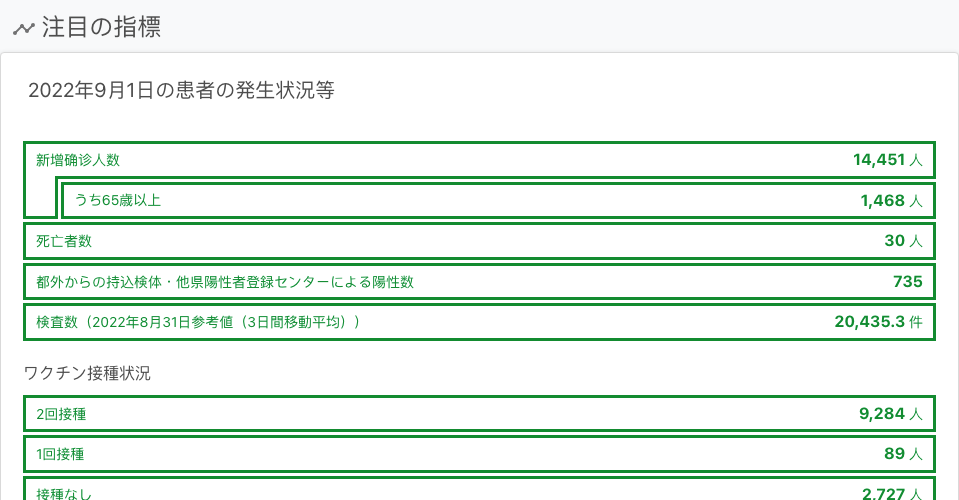 注目の指標
2022年9月1日の患者の発生状況等
新增确诊人数 14,451 人
うち65歳以上 1,468 人
死亡者数 30 人
都外からの持込検体・他県陽性者登録センターによる陽性数 735
検査数（2022年8月31日参考値（3日間移動平均）） 20,435.3 件
ワクチン接種状況
2回接種 9,284 人
1回接種 89 人
接種なし 2,727 人